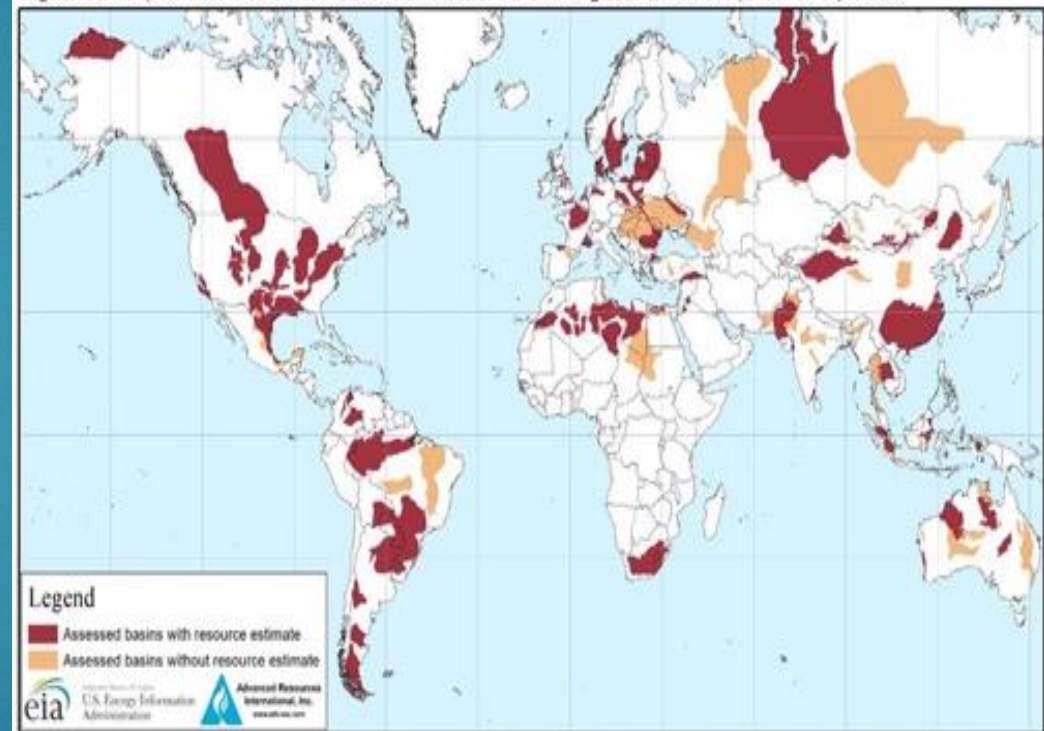 Legend
Assessed basins with resource estimate
Assessed basins without resource estimate
eia
U.S. Energy Information
Administration
Advanced Resources
International, Inc.